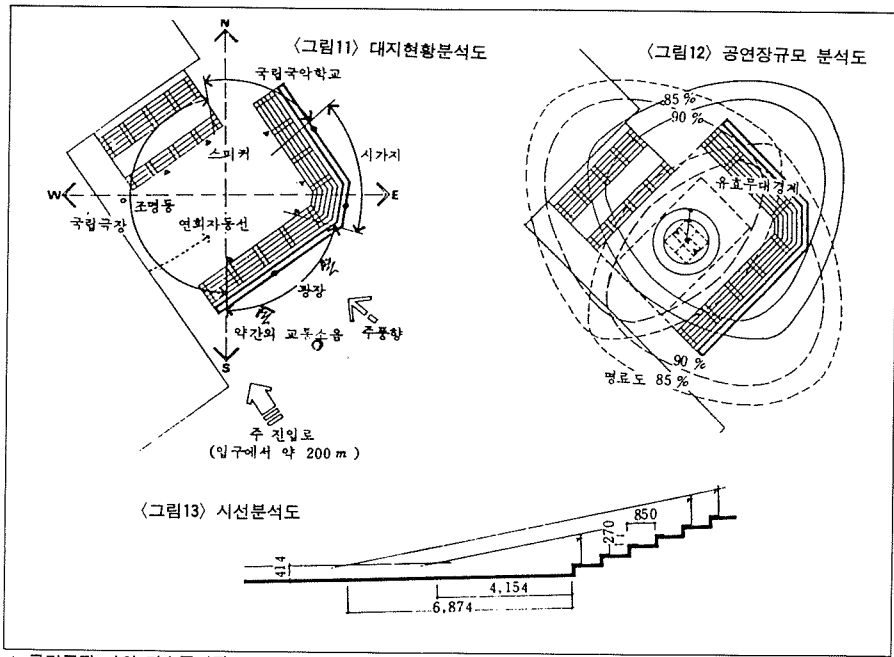 N
〈그림11〉 대지현황분석도
국립국악학교
스피커
시가지
W
E
조명등
국립극장
연희자동선
광장
약간의 교통소음
주풍향
S
주 진입로
(입구에서 약 200m)
〈그림12〉 공연장규모 분석도
85%
90%
유효무대경계
90%
명료도 85%
〈그림13〉 시선분석도
414
270
850
4,154
6,874